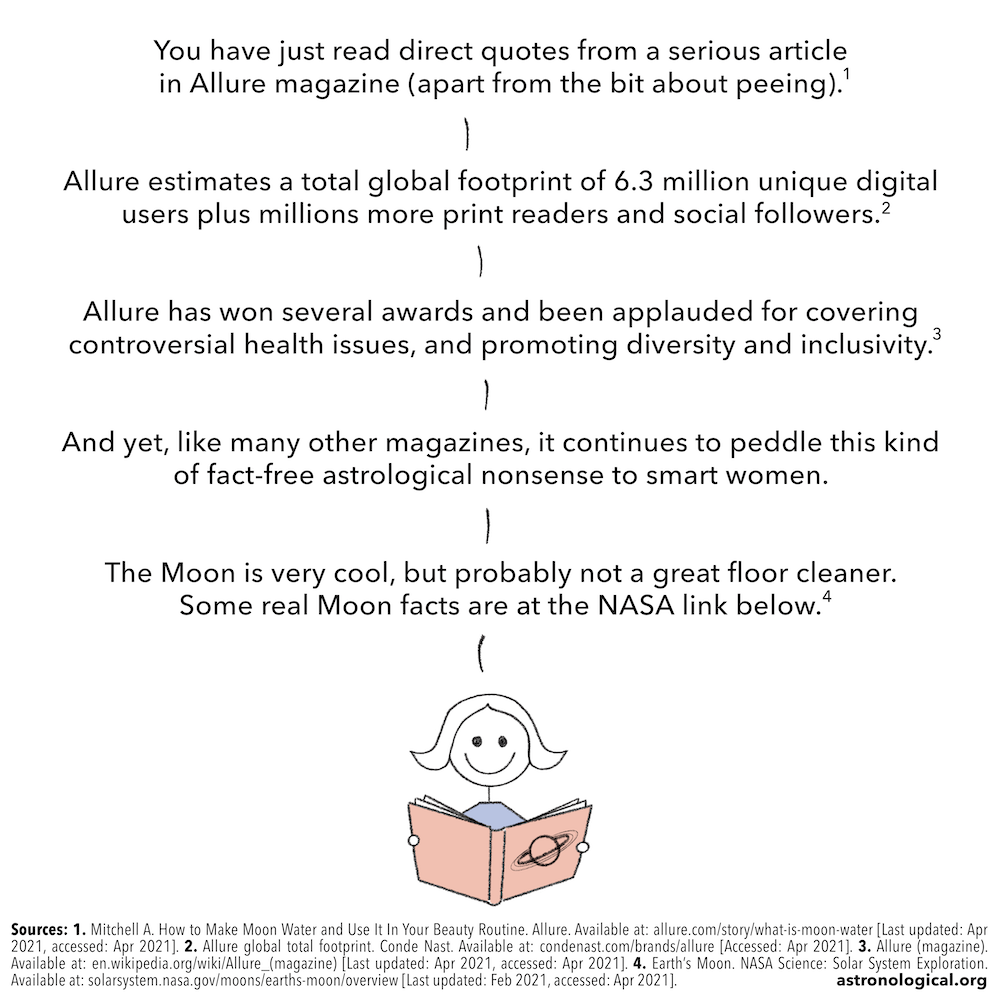 You have just read direct quotes from a serious article
in Allure magazine (apart from the bit about peeing).1
Allure estimates a total global footprint of 6.3 million unique digital
users plus millions more print readers and social followers.2
Allure has won several awards and been applauded for covering
controversial health issues, and promoting diversity and inclusivity.3
And yet, like many other magazines, it continues to peddle this kind
of fact-free astrological nonsense to smart women.
The Moon is very cool, but probably not a great floor cleaner.
Some real Moon facts are at the NASA link below.4
Sources: 1. Mitchell A. How to Make Moon Water and Use It In Your Beauty Routine. Allure. Available at: allure.com/story/what-is-moon-water [Last updated: Apr
2021, accessed: Apr 2021]. 2. Allure global total footprint. Conde Nast. Available at: condenast.com/brands/allure [Accessed: Apr 2021]. 3. Allure (magazine).
Available at: en.wikipedia.org/wiki/Allure_(magazine) [Last updated: Apr 2021, accessed: Apr 2021]. 4. Earth's Moon. NASA Science: Solar System Exploration.
Available at: solarsystem.nasa.gov/moons/earths-moon/overview [Last updated: Feb 2021, accessed: Apr 2021]. astronological.org